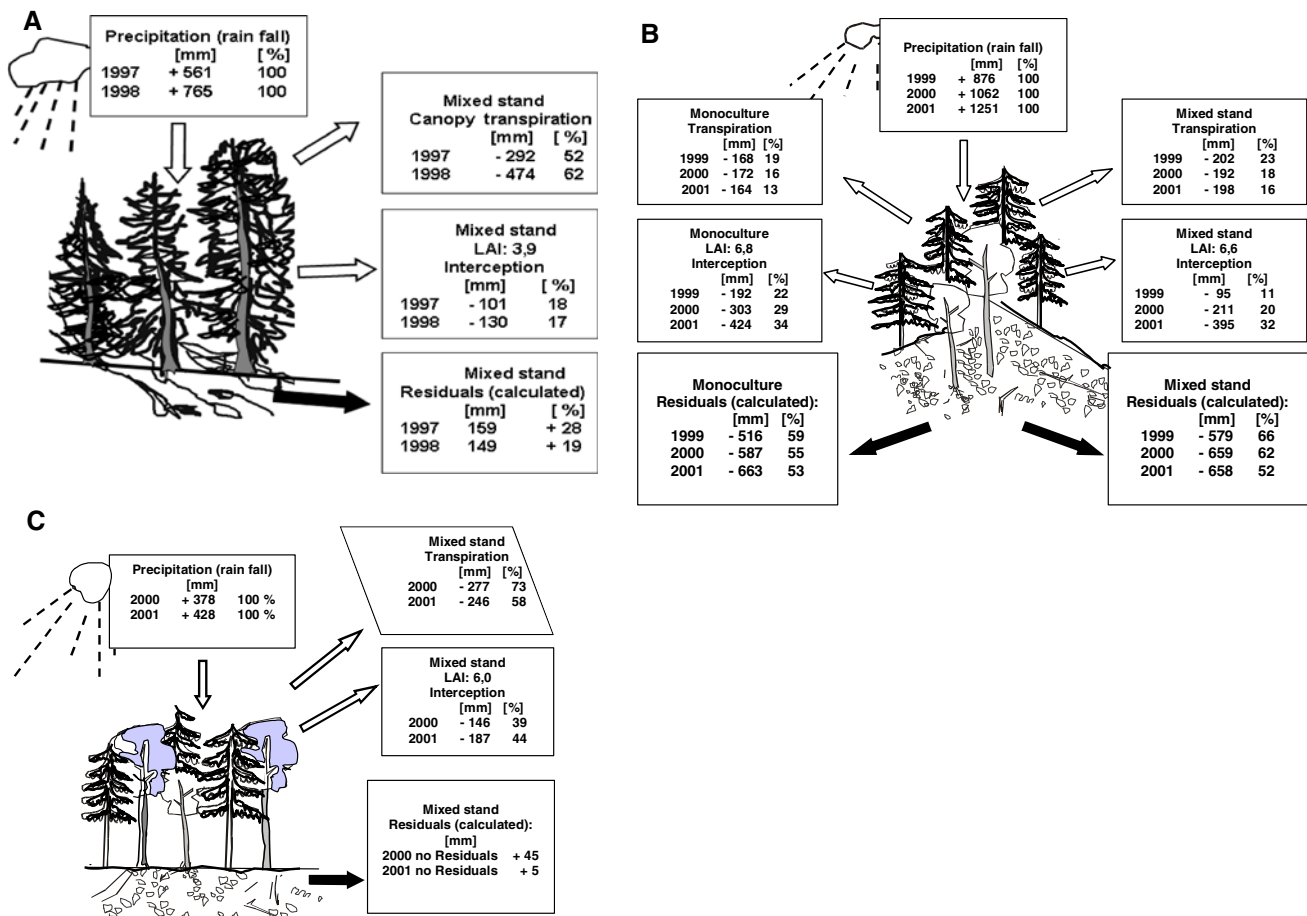 A
Precipitation (rain fall)
[mm] [ %]
1997 + 561 100
1998 + 765 100
Mixed stand
Canopy transpiration
[mm] [ %]
1997 - 292 52
1998 - 474 62
Mixed stand
LAI: 3,9
Interception
[mm] [ %]
1997 - 101 18
1998 - 130 17
Mixed stand
Residuals (calculated)
[mm] [ %]
1997 159 + 28
1998 149 + 19
B
Precipitation (rain fall)
[mm] [%]
1999 + 876 100
2000 + 1062 100
2001 + 1251 100
Monoculture
Transpiration
[mm] [%]
1999 - 168 19
2000 - 172 16
2001 - 164 13
Mixed stand
Transpiration
[mm] [%]
1999 - 202 23
2000 - 192 18
2001 - 198 16
Monoculture
LAI: 6,8
Interception
[mm] [%]
1999 - 192 22
2000 - 303 29
2001 - 424 34
Mixed stand
LAI: 6,6
Interception
[mm] [%]
1999 - 95 11
2000 - 211 20
2001 - 395 32
Monoculture
Residuals (calculated):
[mm] [%]
1999 - 516 59
2000 - 587 55
2001 - 663 53
Mixed stand
Residuals (calculated):
[mm] [%]
1999 - 579 66
2000 - 659 62
2001 - 658 52
C
Precipitation (rain fall)
[mm]
2000 + 378 100 %
2001 + 428 100 %
Mixed stand
Transpiration
[mm] [%]
2000 - 277 73
2001 - 246 58
Mixed stand
LAI: 6,0
Interception
[mm] [%]
2000 - 146 39
2001 - 187 44
Mixed stand
Residuals (calculated):
[mm]
2000 no Residuals + 45
2001 no Residuals + 5